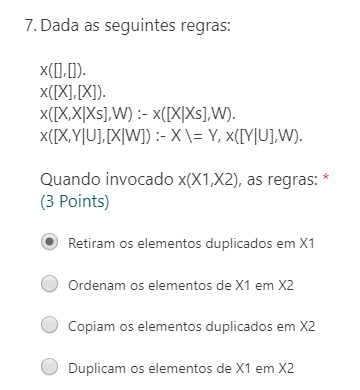 7. Dada as seguintes regras:
x([],[]).
x([X],[X]).
x([X,X|Xs],W) :- x([X|Xs],W).
x([X,Y|U],[X|W]) :- X \= Y, x([Y|U],W).
Quando invocado x(X1,X2), as regras: *
(3 Points)
Retiram os elementos duplicados em X1
Ordenam os elementos de X1 em X2
Copiam os elementos duplicados em X2
Duplicam os elementos de X1 em X2